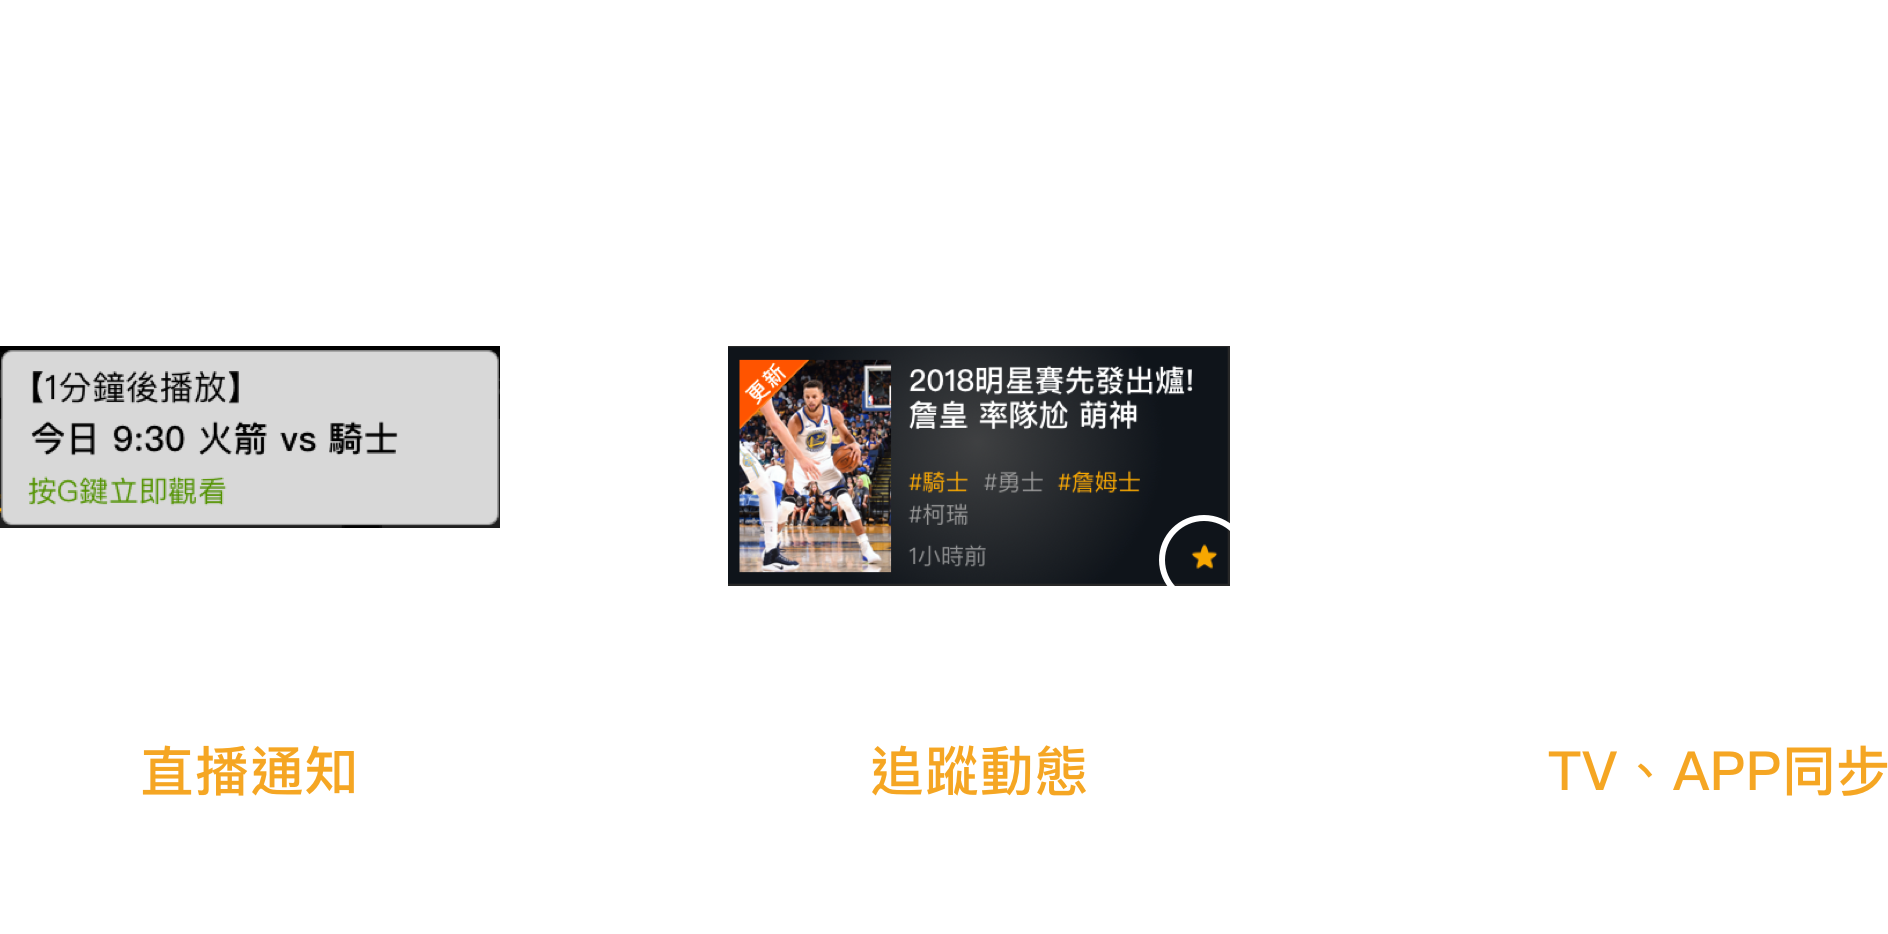 【1分鐘後播放】
今日 9:30 火箭 vs 騎士
按G鍵立即觀看
更新
2018明星賽先發出爐!
詹皇 率隊尬 萌神
#騎士 #勇士 #詹姆士
#柯瑞
1小時前
直播通知
追蹤動態
TV、APP同步